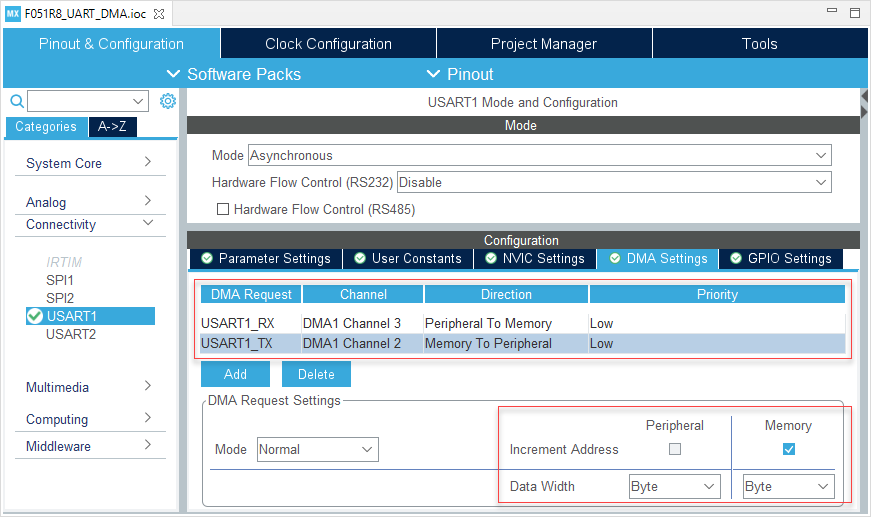 MX F051R8_UART_DMA.ioc
Pinout & Configuration Clock Configuration Project Manager Tools
Software Packs Pinout
USART1 Mode and Configuration
Categories A->Z
Mode
System Core
Analog
Connectivity
IRTIM
SPI1
SPI2
USART1
USART2
Multimedia
Computing
Middleware
Mode Asynchronous
Hardware Flow Control (RS232) Disable
Hardware Flow Control (RS485)
Configuration
Parameter Settings User Constants NVIC Settings DMA Settings GPIO Settings
DMA Request Channel Direction Priority
USART1_RX DMA1 Channel 3 Peripheral To Memory Low
USART1_TX DMA1 Channel 2 Memory To Peripheral Low
Add Delete
DMA Request Settings
Peripheral Memory
Mode Normal Increment Address
Data Width Byte Byte